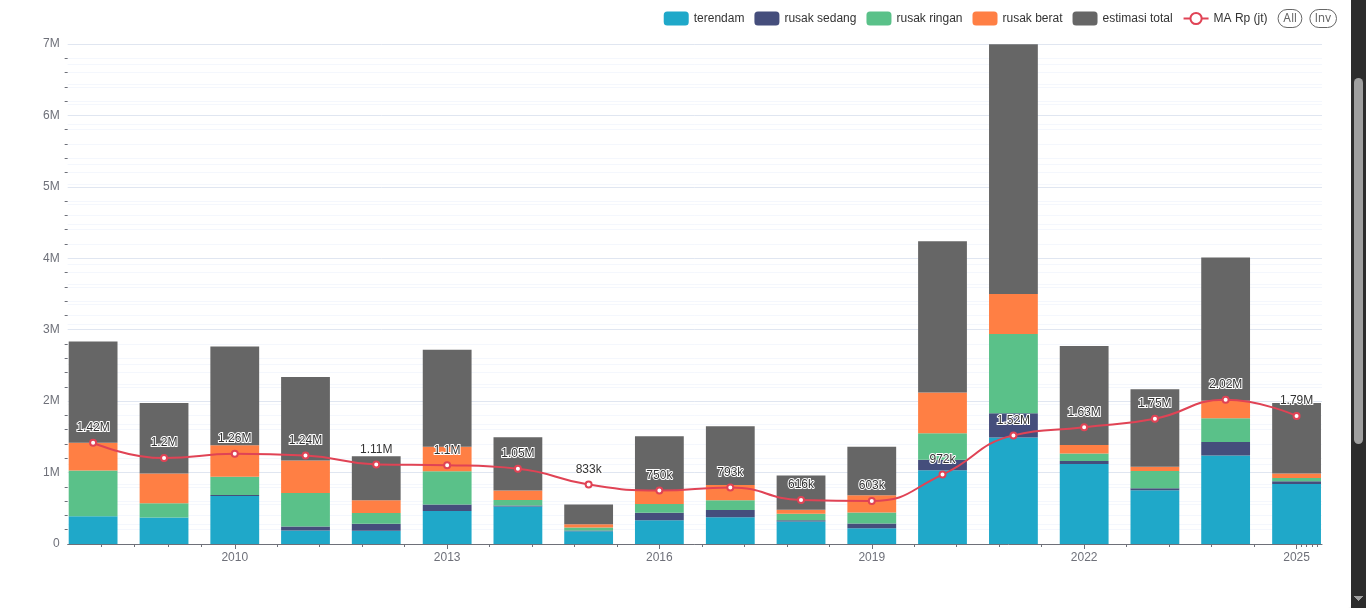 terendam rusak sedang rusak ringan rusak berat estimasi total MA Rp (jt) All Inv
7M
6M
5M
4M
3M
2M
1M
0
1.42M 1.2M 1.26M 1.24M 1.11M 1.1M 1.05M 833k 750k 793k 616k 603k 972k 1.52M 1.63M 1.75M 2.02M 1.79M
2010 2013 2016 2019 2022 2025